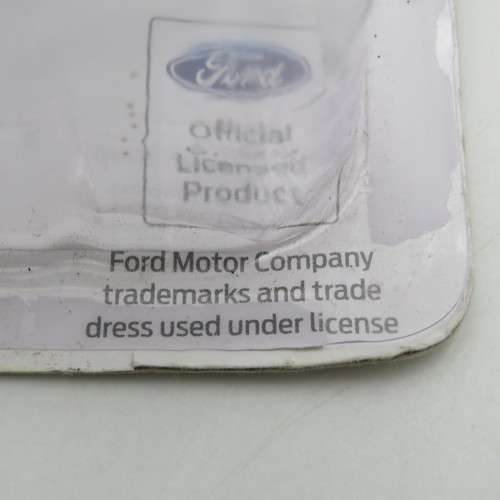 Ford
Official
Licensed
Product
Ford Motor Company
trademarks and trade
dress used under license